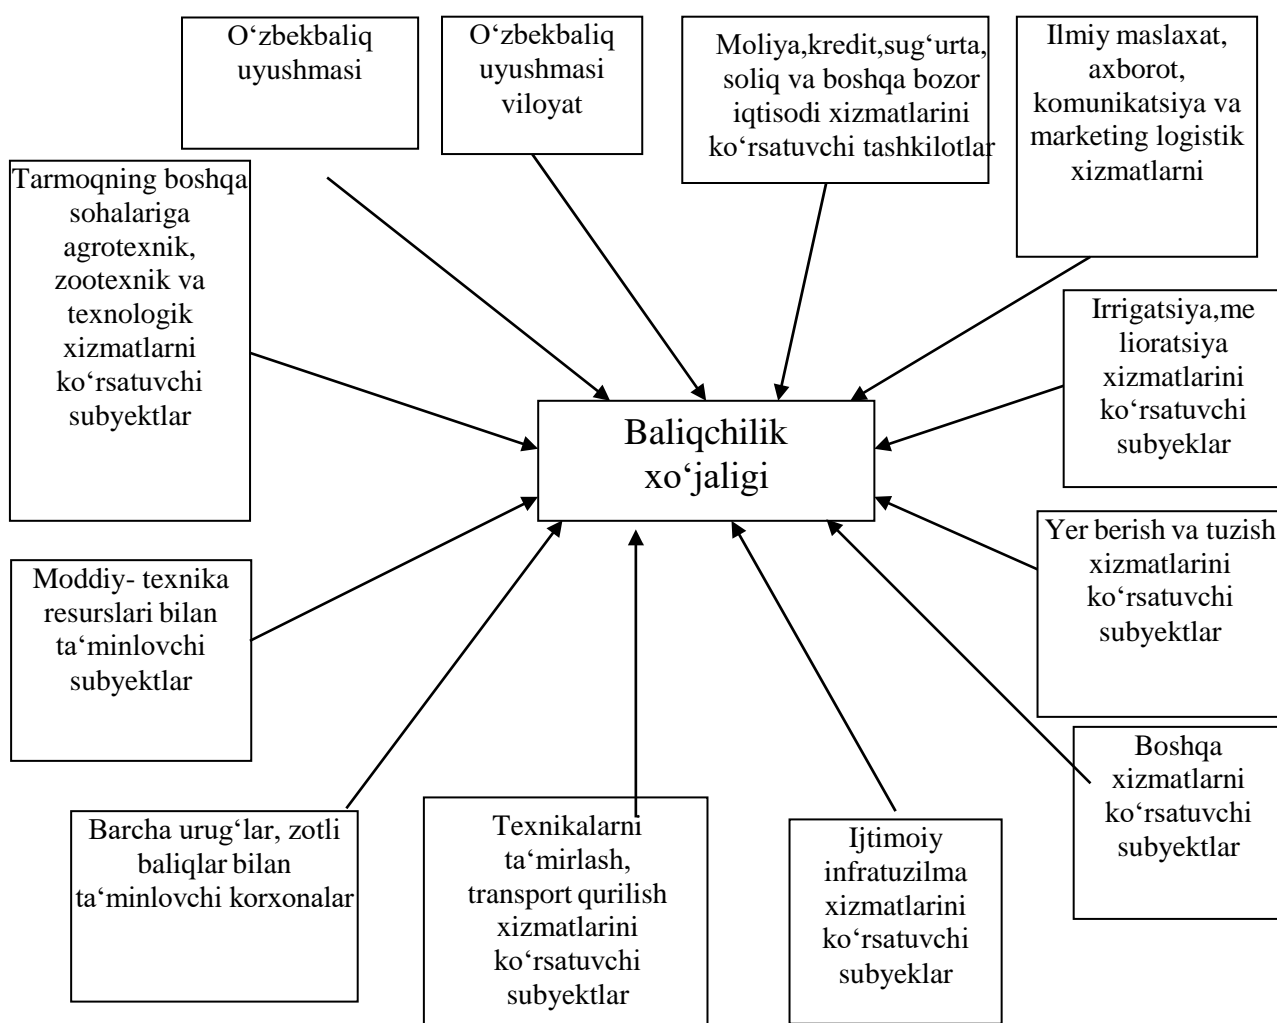 O‘zbekbaliq
uyushmasi
O‘zbekbaliq
uyushmasi
viloyat
Moliya,kredit,sug‘urta,
soliq va boshqa bozor
iqtisodi xizmatlarini
ko‘rsatuvchi tashkilotlar
Ilmiy maslaxat,
axborot,
komunikatsiya va
marketing logistik
xizmatlarni
Tarmoqning boshqa
sohalariga
agrotexnik,
zootexnik va
texnologik
xizmatlarni
ko‘rsatuvchi
subyektlar
Irrigatsiya,me
lioratsiya
xizmatlarini
ko‘rsatuvchi
subyeklar
Baliqchilik
xo‘jaligi
Yer berish va tuzish
xizmatlarini
ko‘rsatuvchi
subyektlar
Moddiy- texnika
resurslari bilan
ta‘minlovchi
subyektlar
Boshqa
xizmatlarni
ko‘rsatuvchi
subyektlar
Barcha urug‘lar, zotli
baliqlar bilan
ta‘minlovchi korxonalar
Texnikalarni
ta‘mirlash,
transport qurilish
xizmatlarini
ko‘rsatuvchi
subyektlar
Ijtimoiy
infratuzilma
xizmatlarini
ko‘rsatuvchi
subyeklar